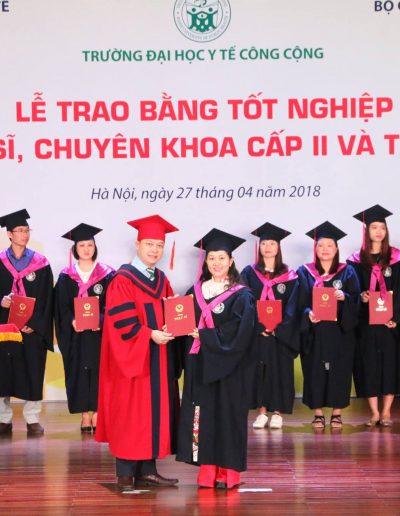 TẾ
BỘ
TRƯỜNG ĐẠI HỌC Y TẾ CÔNG CỘNG
LỄ TRAO BẰNG TỐT NGHIỆP
SĨ, CHUYÊN KHOA CẤP II VÀ T
Hà Nội, ngày 27 tháng 04 năm 2018